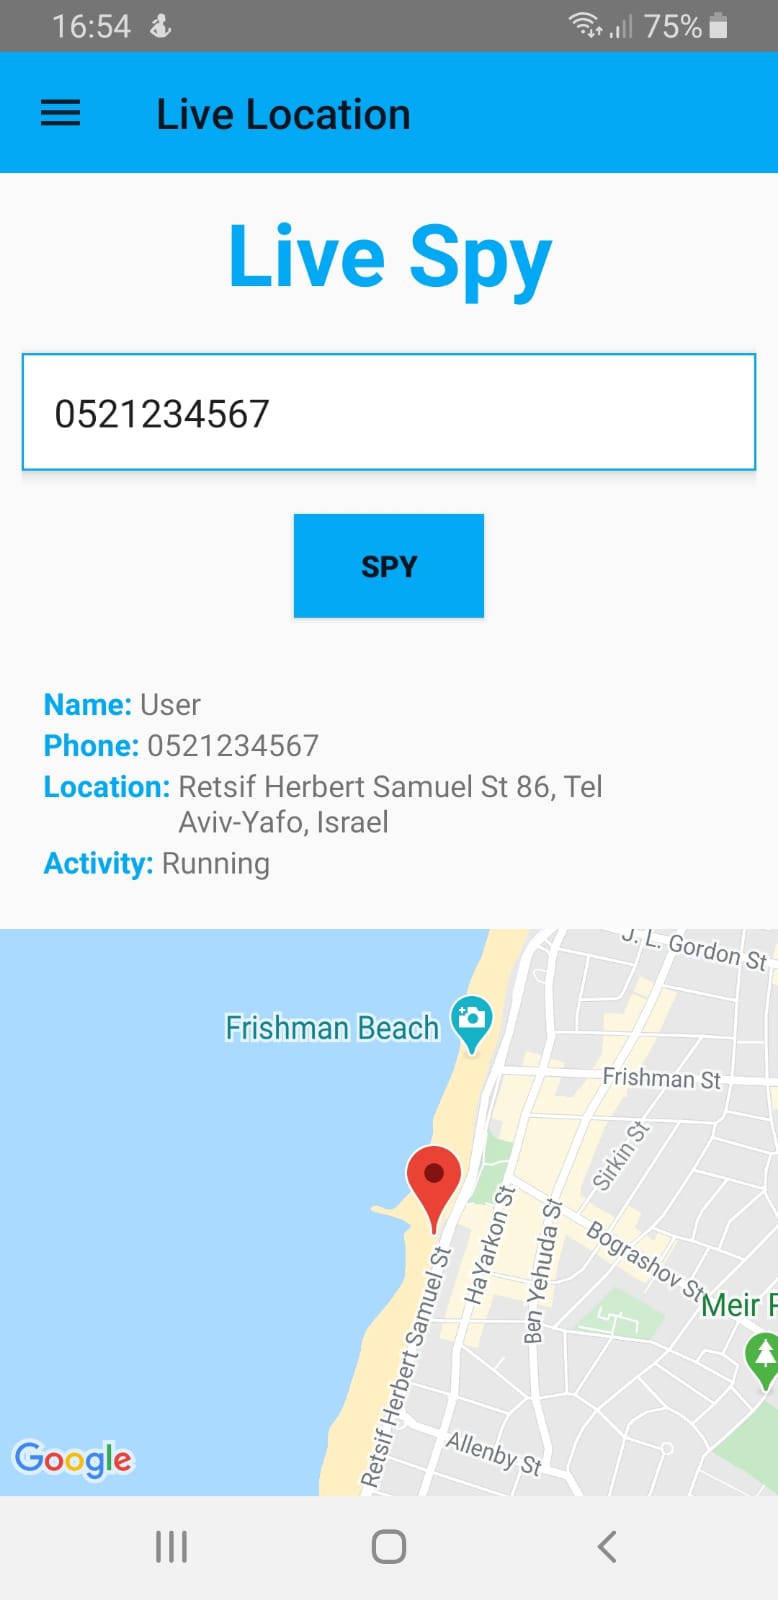 16:54
75%
Live Location
Live Spy
0521234567
SPY
Name: User
Phone: 0521234567
Location: Retsif Herbert Samuel St 86, Tel
Aviv-Yafo, Israel
Activity: Running
J. L. Gordon St
Frishman Beach
Frishman St
Sirkin St
HaYarkon St
Ben Yehuda St
Bograshov St
Meir P
Retsif Herbert Samuel St
Allenby St
Google